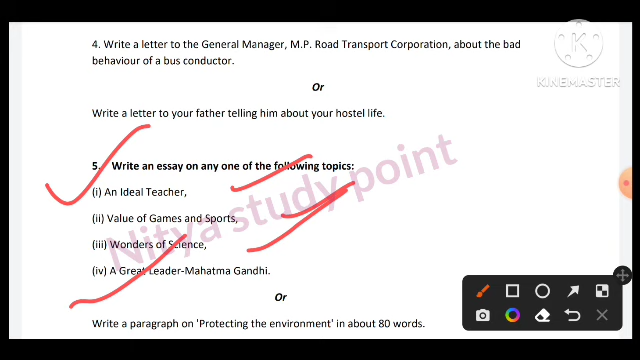 4. Write a letter to the General Manager, M.P. Road Transport Corporation, about the bad
behaviour of a bus conductor.
Or
Write a letter to your father telling him about your hostel life.
5. Write an essay on any one of the following topics:
(i) An Ideal Teacher,
(ii) Value of Games and Sports,
(iii) Wonders of Science,
(iv) A Great Leader-Mahatma Gandhi.
Or
Write a paragraph on 'Protecting the environment' in about 80 words.
Nitya study point
K
KINEMASTER